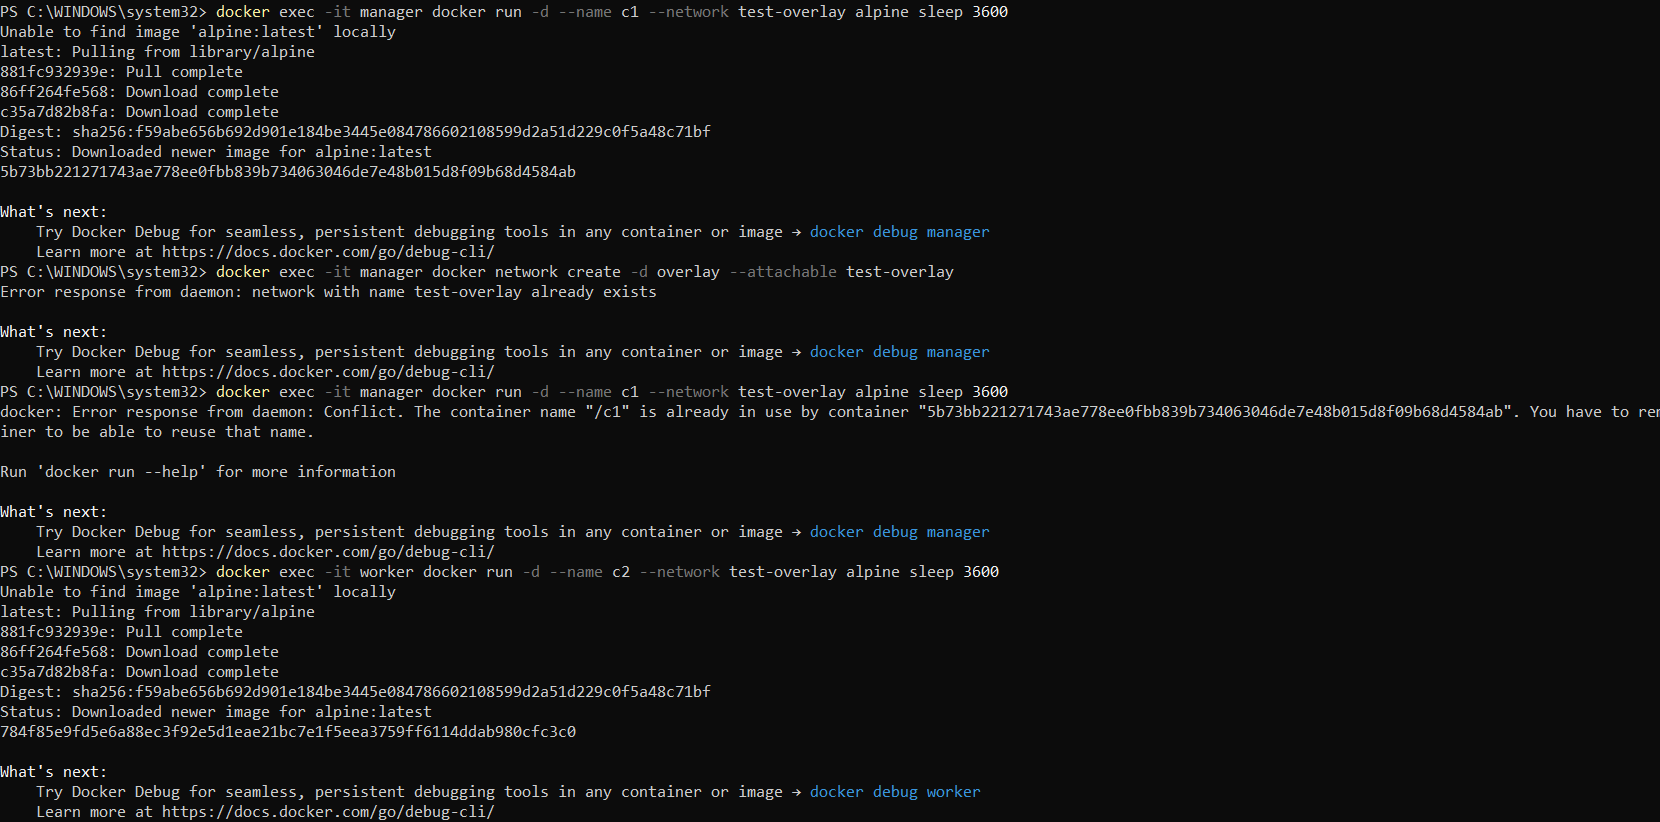 PS C:\WINDOWS\system32> docker exec -it manager docker run -d --name c1 --network test-overlay alpine sleep 3600
Unable to find image 'alpine:latest' locally
latest: Pulling from library/alpine
881fc932939e: Pull complete
86ff264fe568: Download complete
c35a7d82b8fa: Download complete
Digest: sha256:f59abe656b692d901e184be3445e084786602108599d2a51d229c0f5a48c71bf
Status: Downloaded newer image for alpine:latest
5b73bb221271743ae778ee0fbb839b734063046de7e48b015d8f09b68d4584ab
What's next:
Try Docker Debug for seamless, persistent debugging tools in any container or image → docker debug manager
Learn more at https://docs.docker.com/go/debug-cli/
PS C:\WINDOWS\system32> docker exec -it manager docker network create -d overlay --attachable test-overlay
Error response from daemon: network with name test-overlay already exists
What's next:
Try Docker Debug for seamless, persistent debugging tools in any container or image → docker debug manager
Learn more at https://docs.docker.com/go/debug-cli/
PS C:\WINDOWS\system32> docker exec -it manager docker run -d --name c1 --network test-overlay alpine sleep 3600
docker: Error response from daemon: Conflict. The container name "/c1" is already in use by container "5b73bb221271743ae778ee0fbb839b734063046de7e48b015d8f09b68d4584ab". You have to rem
iner to be able to reuse that name.
Run 'docker run --help' for more information
What's next:
Try Docker Debug for seamless, persistent debugging tools in any container or image → docker debug manager
Learn more at https://docs.docker.com/go/debug-cli/
PS C:\WINDOWS\system32> docker exec -it worker docker run -d --name c2 --network test-overlay alpine sleep 3600
Unable to find image 'alpine:latest' locally
latest: Pulling from library/alpine
881fc932939e: Pull complete
86ff264fe568: Download complete
c35a7d82b8fa: Download complete
Digest: sha256:f59abe656b692d901e184be3445e084786602108599d2a51d229c0f5a48c71bf
Status: Downloaded newer image for alpine:latest
784f85e9fd5e6a88ec3f92e5d1eae21bc7e1f5eea3759ff6114ddab980cfc3c0
What's next:
Try Docker Debug for seamless, persistent debugging tools in any container or image → docker debug worker
Learn more at https://docs.docker.com/go/debug-cli/